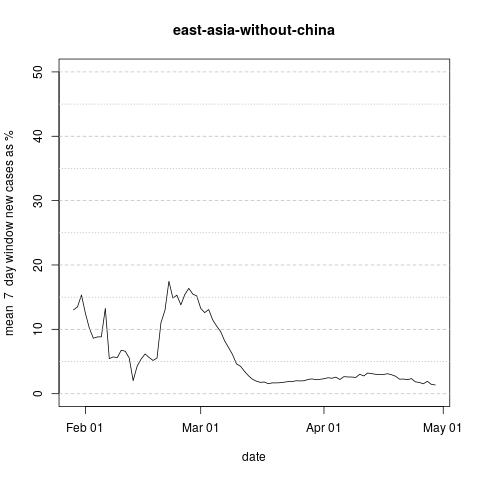 east-asia-without-china
mean 7 day window new cases as %
50
40
30
20
10
0
Feb 01
Mar 01
Apr 01
May 01
date